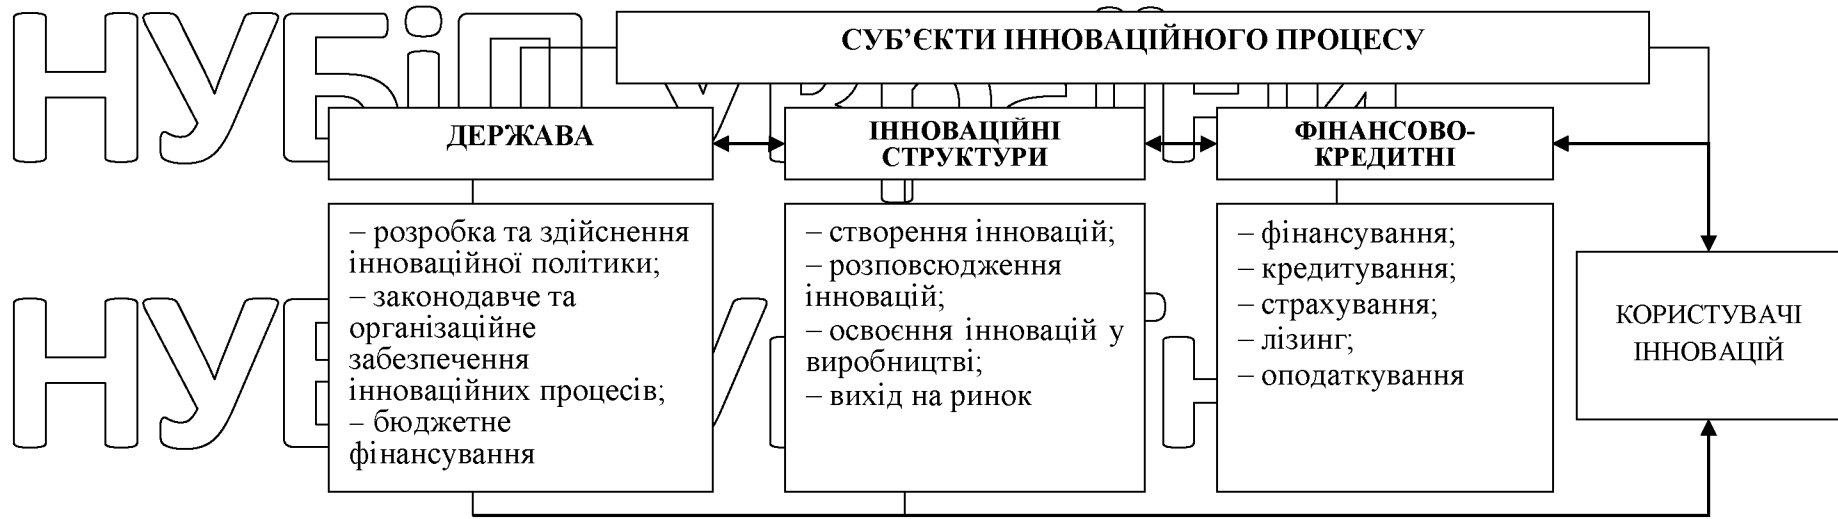 НУБіП України
СУБ’ЄКТИ ІННОВАЦІЙНОГО ПРОЦЕСУ
ДЕРЖАВА
ІННОВАЦІЙНІ
СТРУКТУРИ
ФІНАНСОВО-
КРЕДИТНІ
– розробка та здійснення
інноваційної політики;
– законодавче та
організаційне
забезпечення
інноваційних процесів;
– бюджетне
фінансування
– створення інновацій;
– розповсюдження
інновацій;
– освоєння інновацій у
виробництві;
– вихід на ринок
– фінансування;
– кредитування;
– страхування;
– лізинг;
– оподаткування
КОРИСТУВАЧІ
ІННОВАЦІЙ